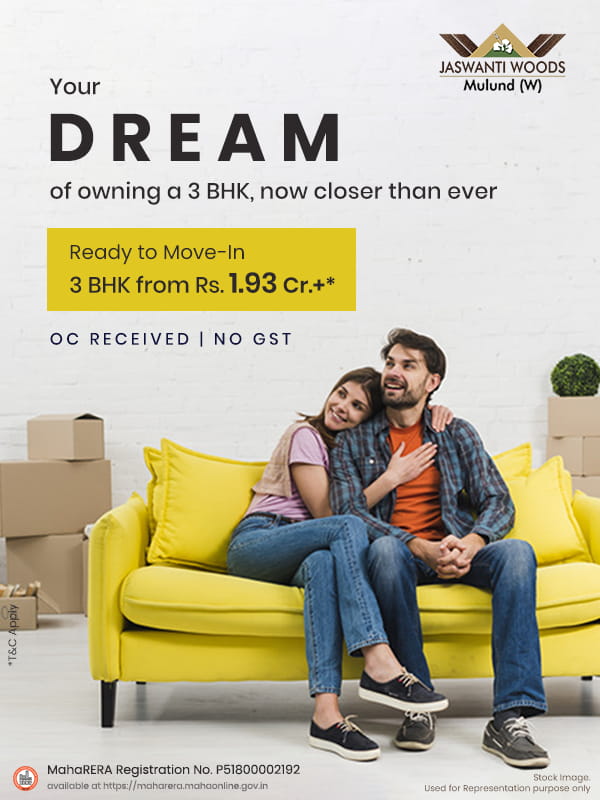 JASWANTI WOODS
Mulund (W)
Your
DREAM
of owning a 3 BHK, now closer than ever
Ready to Move-In
3 BHK from Rs. 1.93 Cr.+*
OC RECEIVED | NO GST
*T&C Apply
MahaRERA Registration No. P51800002192
available at https://maharera.mahaonline.gov.in
Stock Image.
Used for Representation purpose only